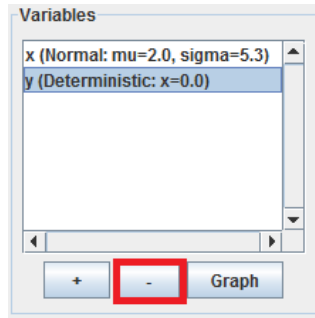 Variables
x (Normal: mu=2.0, sigma=5.3)
y (Deterministic: x=0.0)
+ - Graph